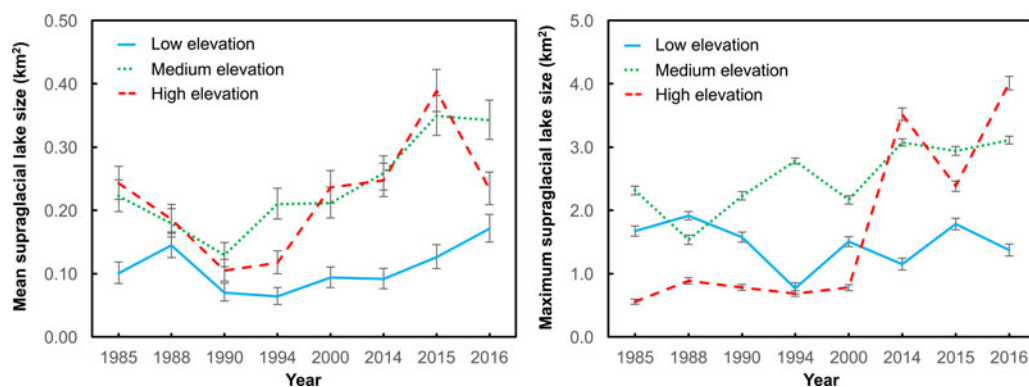 Mean supraglacial lake size (km²)
0.50
0.40
0.30
0.20
0.10
0.00
Low elevation
Medium elevation
High elevation
1985 1988 1990 1994 2000 2014 2015 2016
Year
Maximum supraglacial lake size (km²)
5.0
4.0
3.0
2.0
1.0
0.0
Low elevation
Medium elevation
High elevation
1985 1988 1990 1994 2000 2014 2015 2016
Year